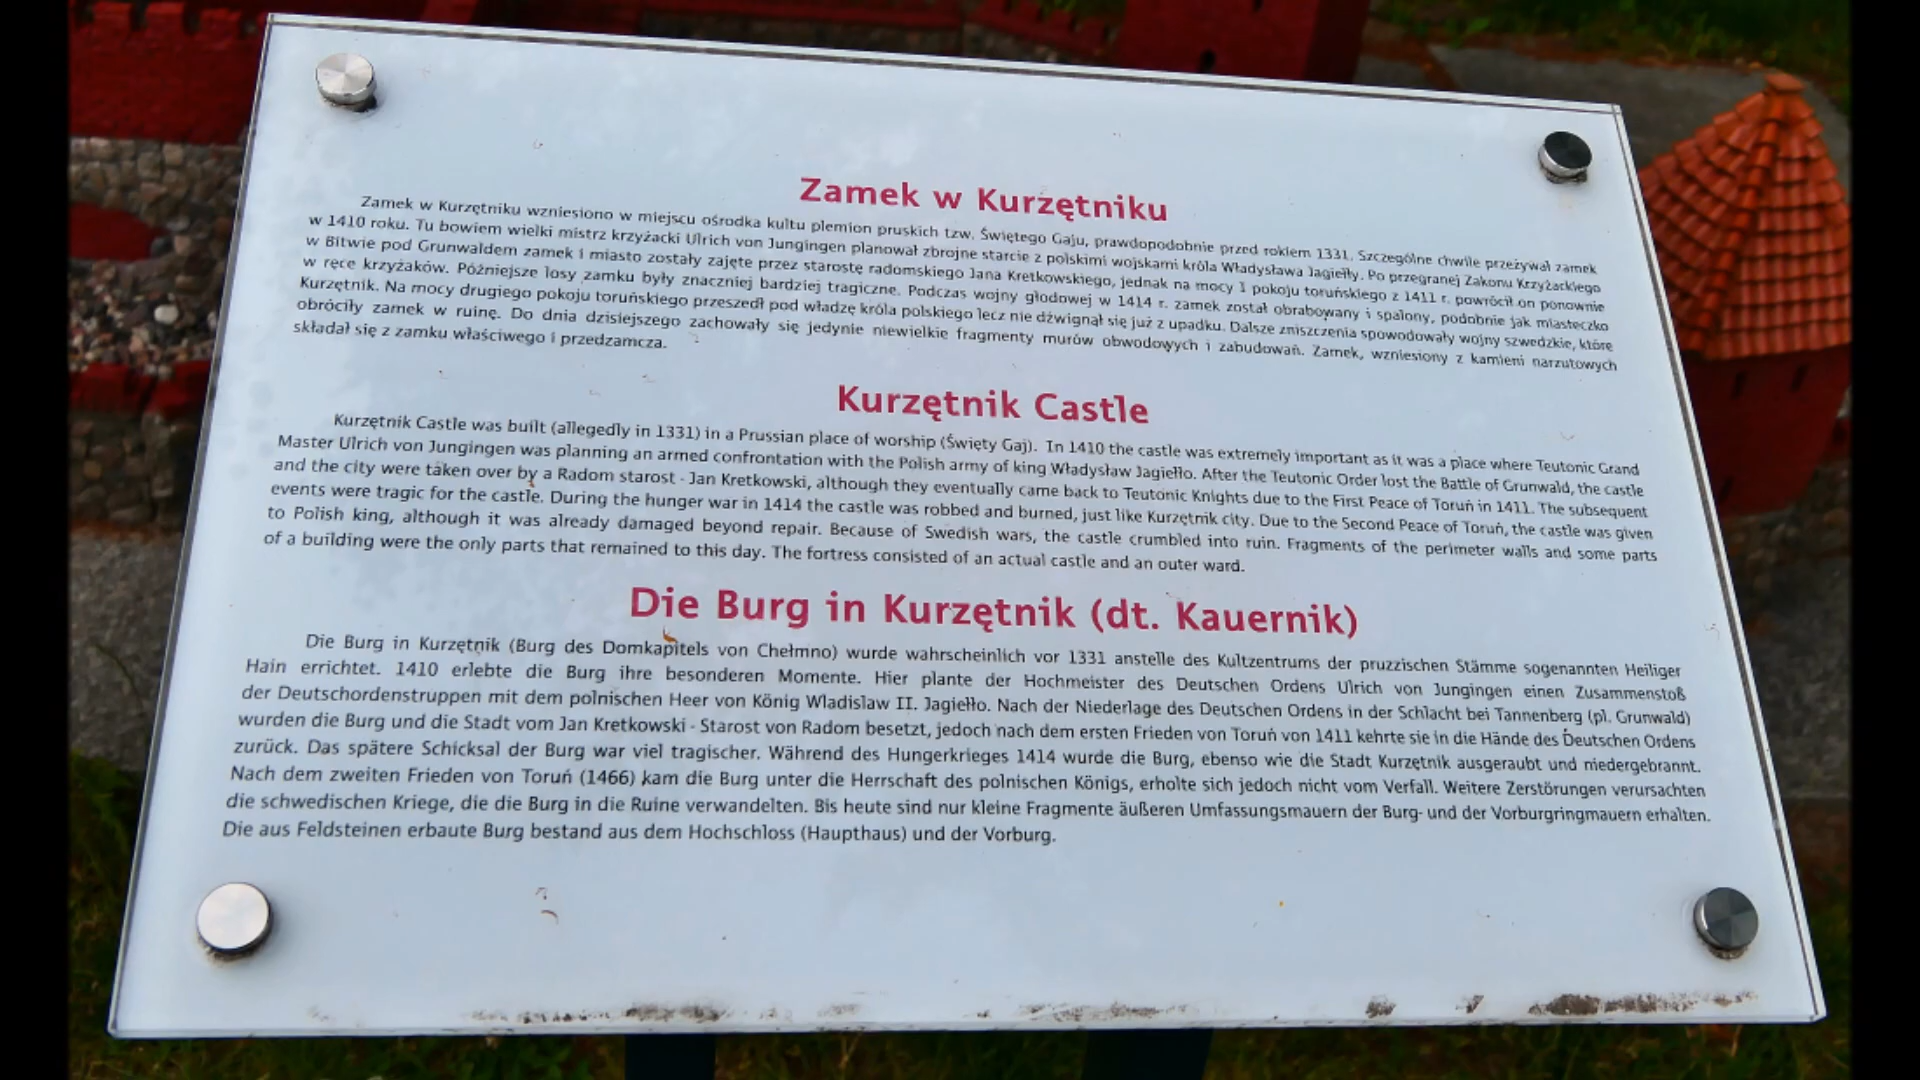 Zamek w Kurzętniku
Zamek w Kurzętniku wzniesiono w miejscu ośrodka kultu plemion pruskich tzw. Świętego Gaju, prawdopodobnie przed rokiem 1331. Szczególne chwile przeżywał zamek
w 1410 roku. Tu bowiem wielki mistrz krzyżacki Ulrich von Jungingen planował zbrojne starcie z polskimi wojskami króla Władysława Jagiełły. Po przegranej Zakonu Krzyżackiego
w Bitwie pod Grunwaldem zamek i miasto zostały zajęte przez starostę radomskiego Jana Kretkowskiego, jednak na mocy I pokoju toruńskiego z 1411 r. powrócił on ponownie
w ręce krzyżaków. Późniejsze losy zamku były znaczniej bardziej tragiczne. Podczas wojny głodowej w 1414 r. zamek został obrabowany i spalony, podobnie jak miasteczko
Kurzętnik. Na mocy drugiego pokoju toruńskiego przeszedł pod władzę króla polskiego lecz nie dźwignął się już z upadku. Dalsze zniszczenia spowodowały wojny szwedzkie, które
obróciły zamek w ruinę. Do dnia dzisiejszego zachowały się jedynie niewielkie fragmenty murów obwodowych i zabudowań. Zamek, wzniesiony z kamieni narzutowych
składał się z zamku właściwego i przedzamcza.
Kurzętnik Castle
Kurzętnik Castle was built (allegedly in 1331) in a Prussian place of worship (Święty Gaj). In 1410 the castle was extremely important as it was a place where Teutonic Grand
Master Ulrich von Jungingen was planning an armed confrontation with the Polish army of king Władysław Jagiełło. After the Teutonic Order lost the Battle of Grunwald, the castle
and the city were taken over by a Radom starost - Jan Kretkowski, although they eventually came back to Teutonic Knights due to the First Peace of Toruń in 1411. The subsequent
events were tragic for the castle. During the hunger war in 1414 the castle was robbed and burned, just like Kurzętnik city. Due to the Second Peace of Toruń, the castle was given
to Polish king, although it was already damaged beyond repair. Because of Swedish wars, the castle crumbled into ruin. Fragments of the perimeter walls and some parts
of a building were the only parts that remained to this day. The fortress consisted of an actual castle and an outer ward.
Die Burg in Kurzętnik (dt. Kauernik)
Die Burg in Kurzętnik (Burg des Domkapitels von Chełmno) wurde wahrscheinlich vor 1331 anstelle des Kultzentrums der pruzzischen Stämme sogenannten Heiliger
Hain errichtet. 1410 erlebte die Burg ihre besonderen Momente. Hier plante der Hochmeister des Deutschen Ordens Ulrich von Jungingen einen Zusammenstoß
der Deutschordenstruppen mit dem polnischen Heer von König Wladislaw II. Jagiełło. Nach der Niederlage des Deutschen Ordens in der Schlacht bei Tannenberg (pl. Grunwald)
wurden die Burg und die Stadt vom Jan Kretkowski - Starost von Radom besetzt, jedoch nach dem ersten Frieden von Toruń von 1411 kehrte sie in die Hände des Deutschen Ordens
zurück. Das spätere Schicksal der Burg war viel tragischer. Während des Hungerkrieges 1414 wurde die Burg, ebenso wie die Stadt Kurzętnik ausgeraubt und niedergebrannt.
Nach dem zweiten Frieden von Toruń (1466) kam die Burg unter die Herrschaft des polnischen Königs, erholte sich jedoch nicht vom Verfall. Weitere Zerstörungen verursachten
die schwedischen Kriege, die die Burg in die Ruine verwandelten. Bis heute sind nur kleine Fragmente äußeren Umfassungsmauern der Burg- und der Vorburgringmauern erhalten.
Die aus Feldsteinen erbaute Burg bestand aus dem Hochschloss (Haupthaus) und der Vorburg.